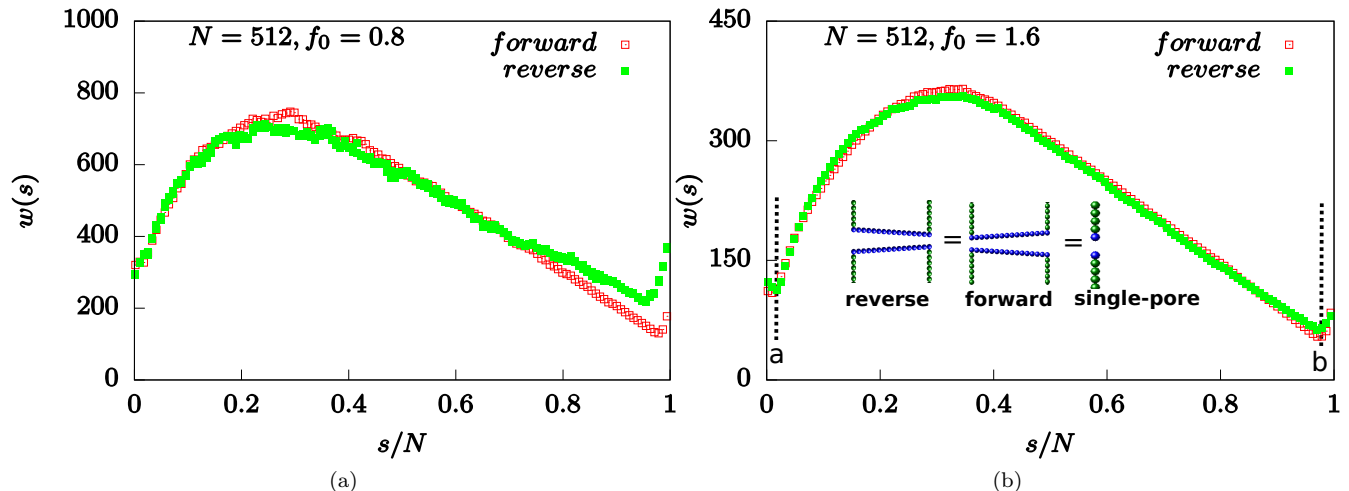 N = 512, f₀ = 0.8
forward
reverse
1000
800
600
400
200
0
w(s)
0 0.2 0.4 0.6 0.8 1
s/N
(a)
N = 512, f₀ = 1.6
forward
reverse
450
300
150
0
w(s)
= =
reverse forward single-pore
a b
0 0.2 0.4 0.6 0.8 1
s/N
(b)